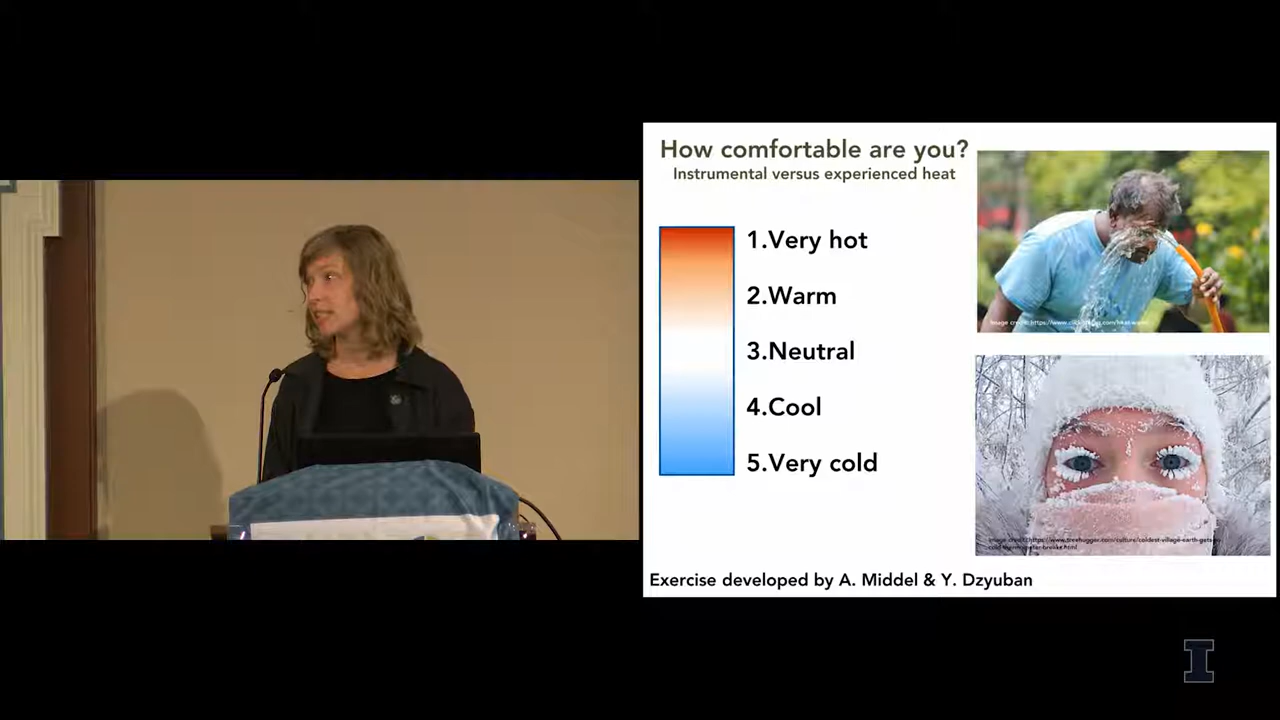 How comfortable are you?
Instrumental versus experienced heat
1.Very hot
2.Warm
3.Neutral
4.Cool
5.Very cold
Exercise developed by A. Middel & Y. Dzyuban
I